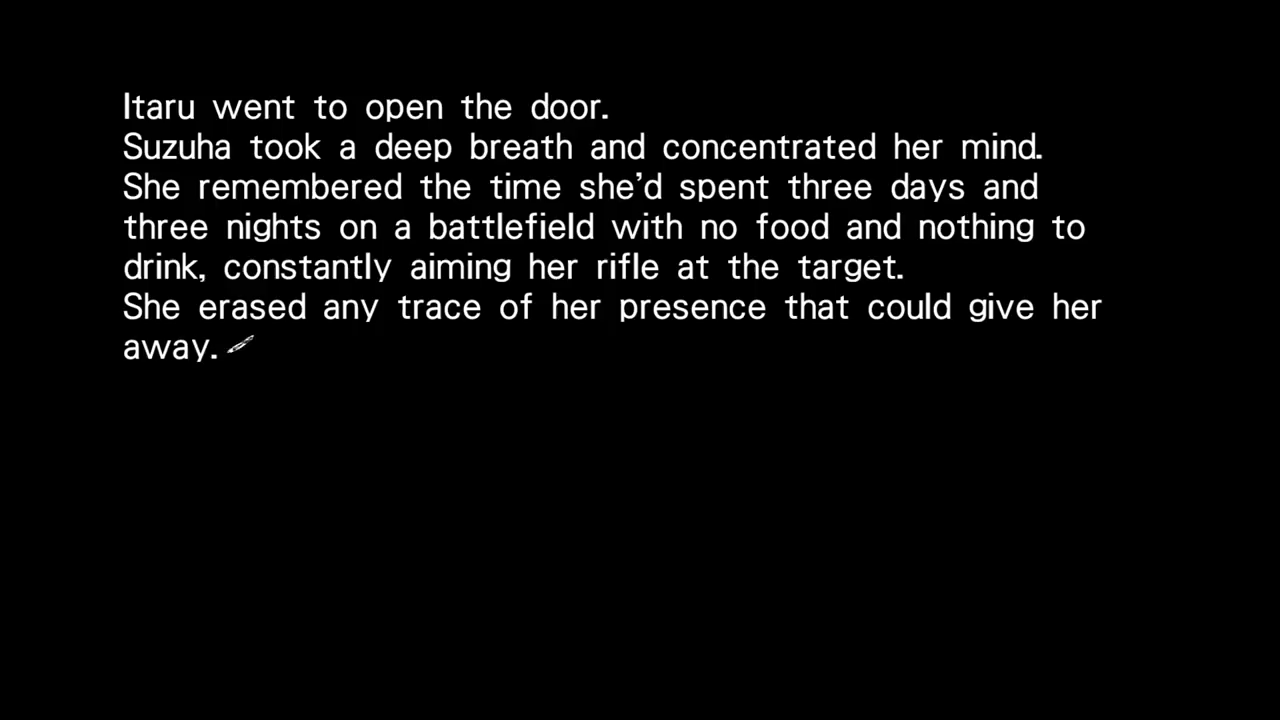 Itaru went to open the door.
Suzuha took a deep breath and concentrated her mind.
She remembered the time she’d spent three days and
three nights on a battlefield with no food and nothing to
drink, constantly aiming her rifle at the target.
She erased any trace of her presence that could give her
away.